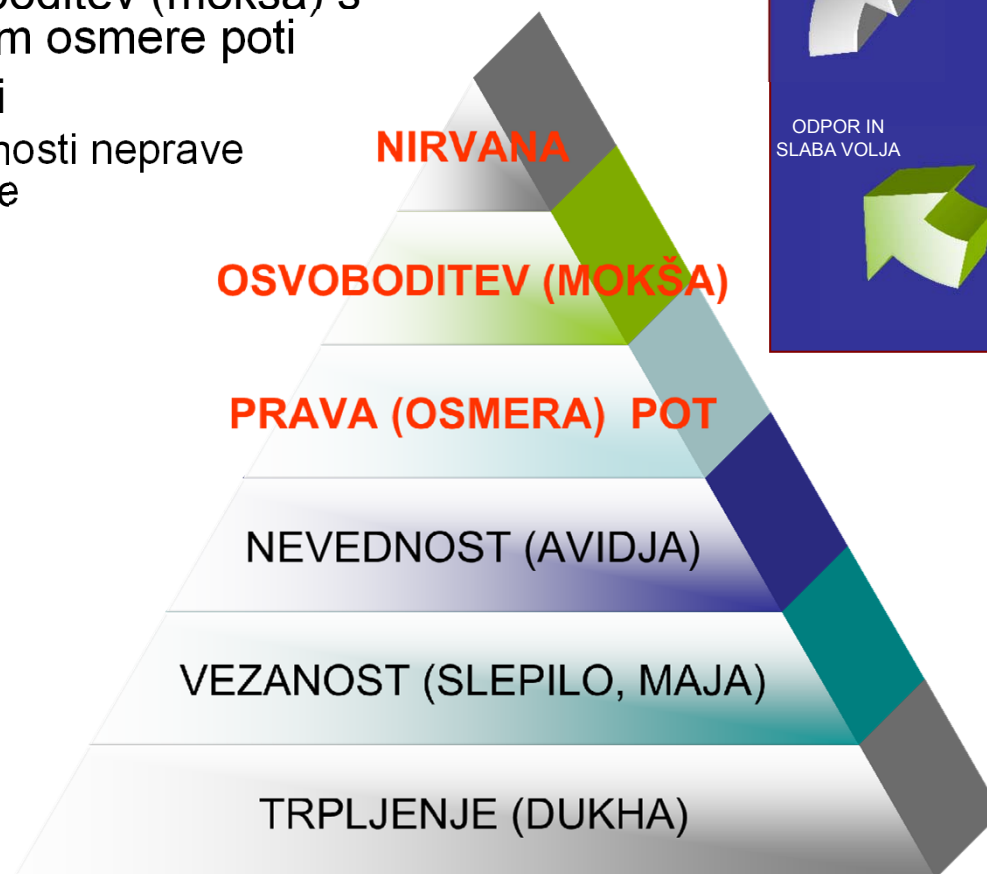 (mokša) s
osmere poti
neprave
ODPOR IN
SLABA VOLJA
NIRVANA
OSVOBODITEV (MOKŠA)
PRAVA (OSMERA) POT
NEVEDNOST (AVIDJA)
VEZANOST (SLEPILO, MAJA)
TRPLJENJE (DUKHA)